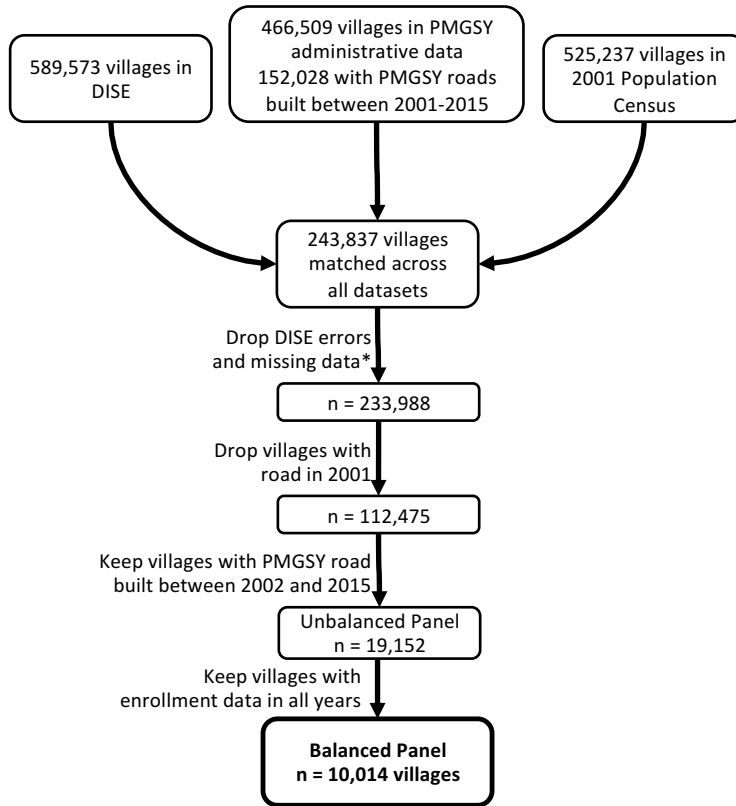 589,573 villages in
DISE
466,509 villages in PMGSY
administrative data
152,028 with PMGSY roads
built between 2001-2015
525,237 villages in
2001 Population
Census
243,837 villages
matched across
all datasets
Drop DISE errors
and missing data*
n = 233,988
Drop villages with
road in 2001
n = 112,475
Keep villages with PMGSY road
built between 2002 and 2015
Unbalanced Panel
n = 19,152
Keep villages with
enrollment data in all years
Balanced Panel
n = 10,014 villages